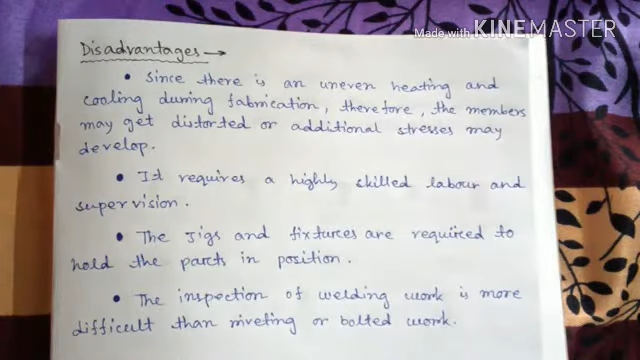 Made with KINEMASTER
Disadvantages →
• Since there is an uneven heating and
cooling during fabrication, therefore, the members
may get distorted or additional stresses may
develop.
• It requires a highly skilled labour and
supervision.
• The Jigs and fixtures are required to
hold the parts in position.
• The inspection of welding work is more
difficult than riveting or bolted work.